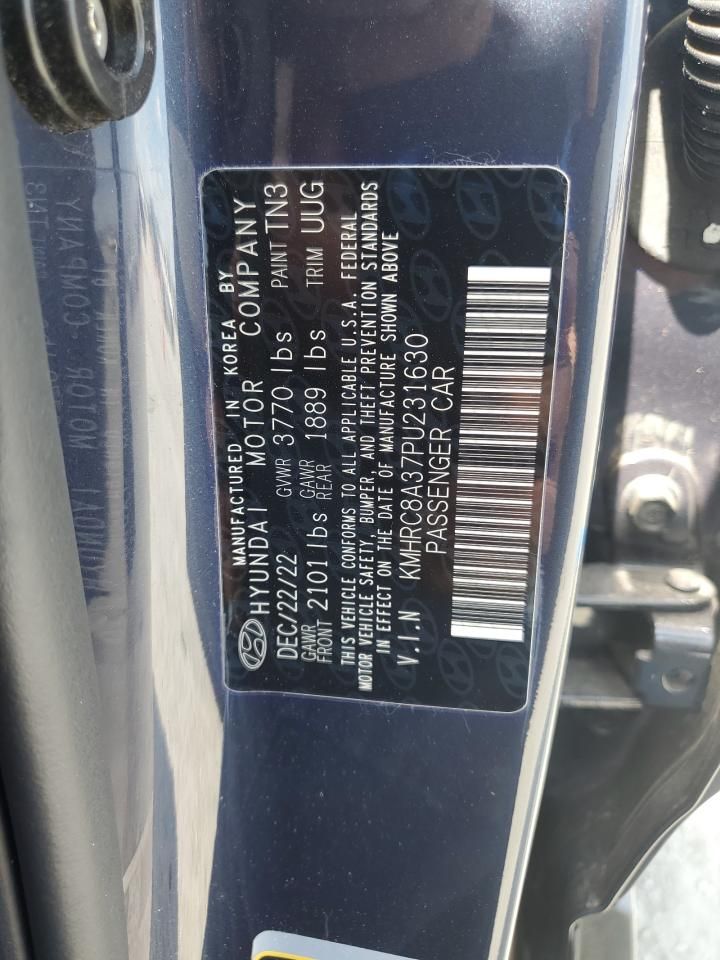 MANUFACTURED IN KOREA BY
HYUNDAI MOTOR COMPANY
DEC/22/22 GVWR 3770 lbs PAINT TN3
GAWR FRONT 2101 lbs GAWR REAR 1889 lbs TRIM UUG
THIS VEHICLE CONFORMS TO ALL APPLICABLE U.S.A. FEDERAL
MOTOR VEHICLE SAFETY, BUMPER, AND THEFT PREVENTION STANDARDS
IN EFFECT ON THE DATE OF MANUFACTURE SHOWN ABOVE
V.I.N KMHRC8A37PU231630
PASSENGER CAR